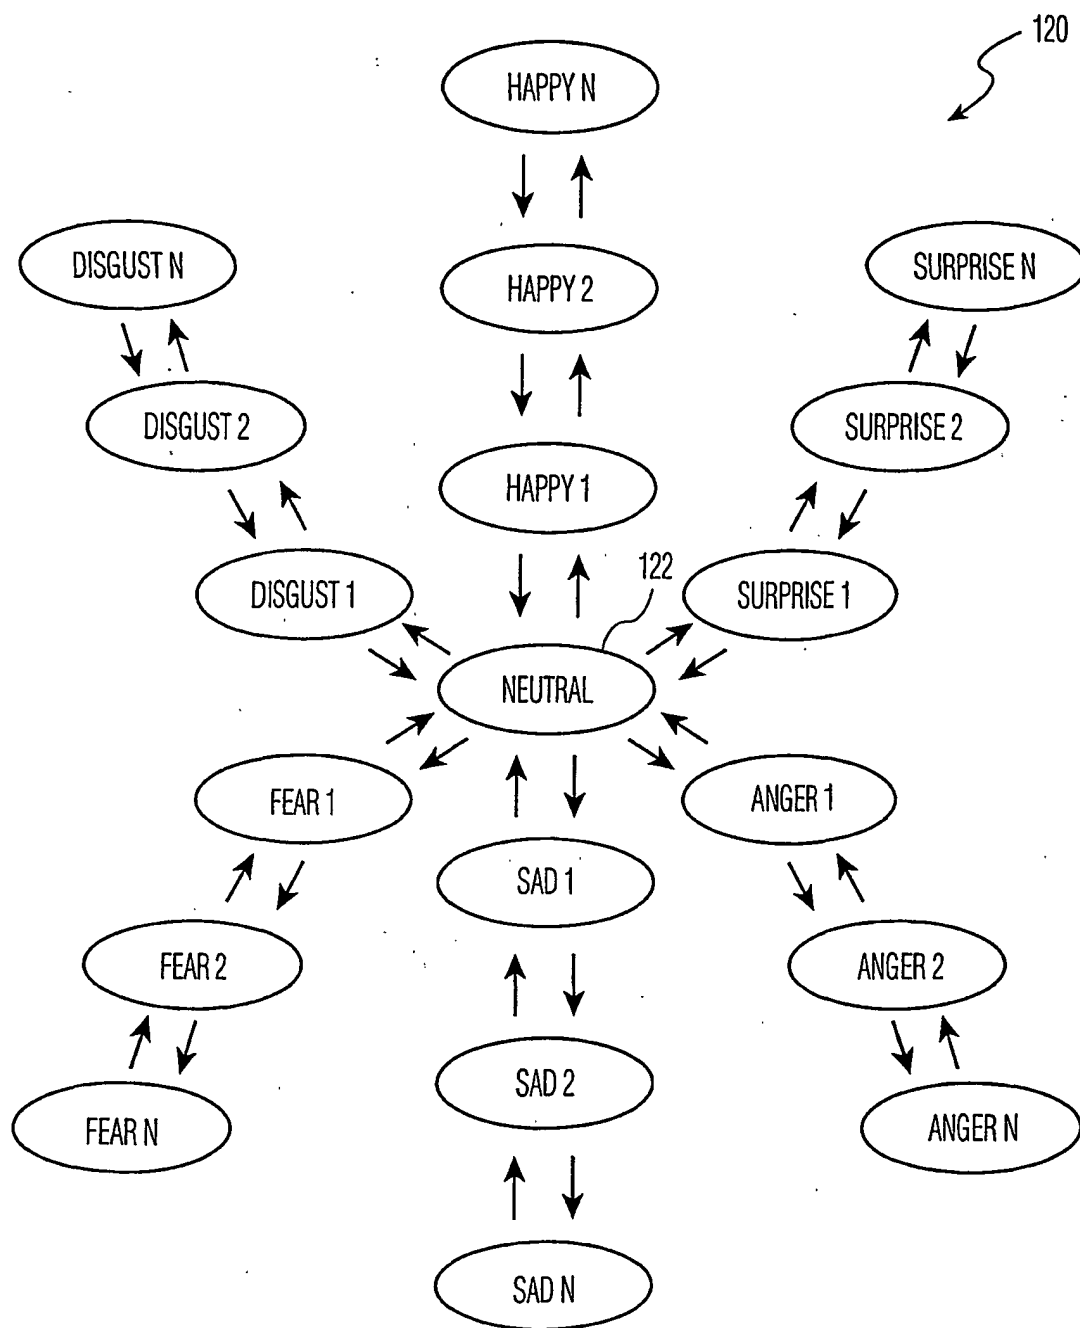 120
HAPPY N
DISGUST N
SURPRISE N
HAPPY 2
DISGUST 2
SURPRISE 2
HAPPY 1
122
DISGUST 1
SURPRISE 1
NEUTRAL
FEAR 1
ANGER 1
SAD 1
FEAR 2
ANGER 2
SAD 2
FEAR N
ANGER N
SAD N